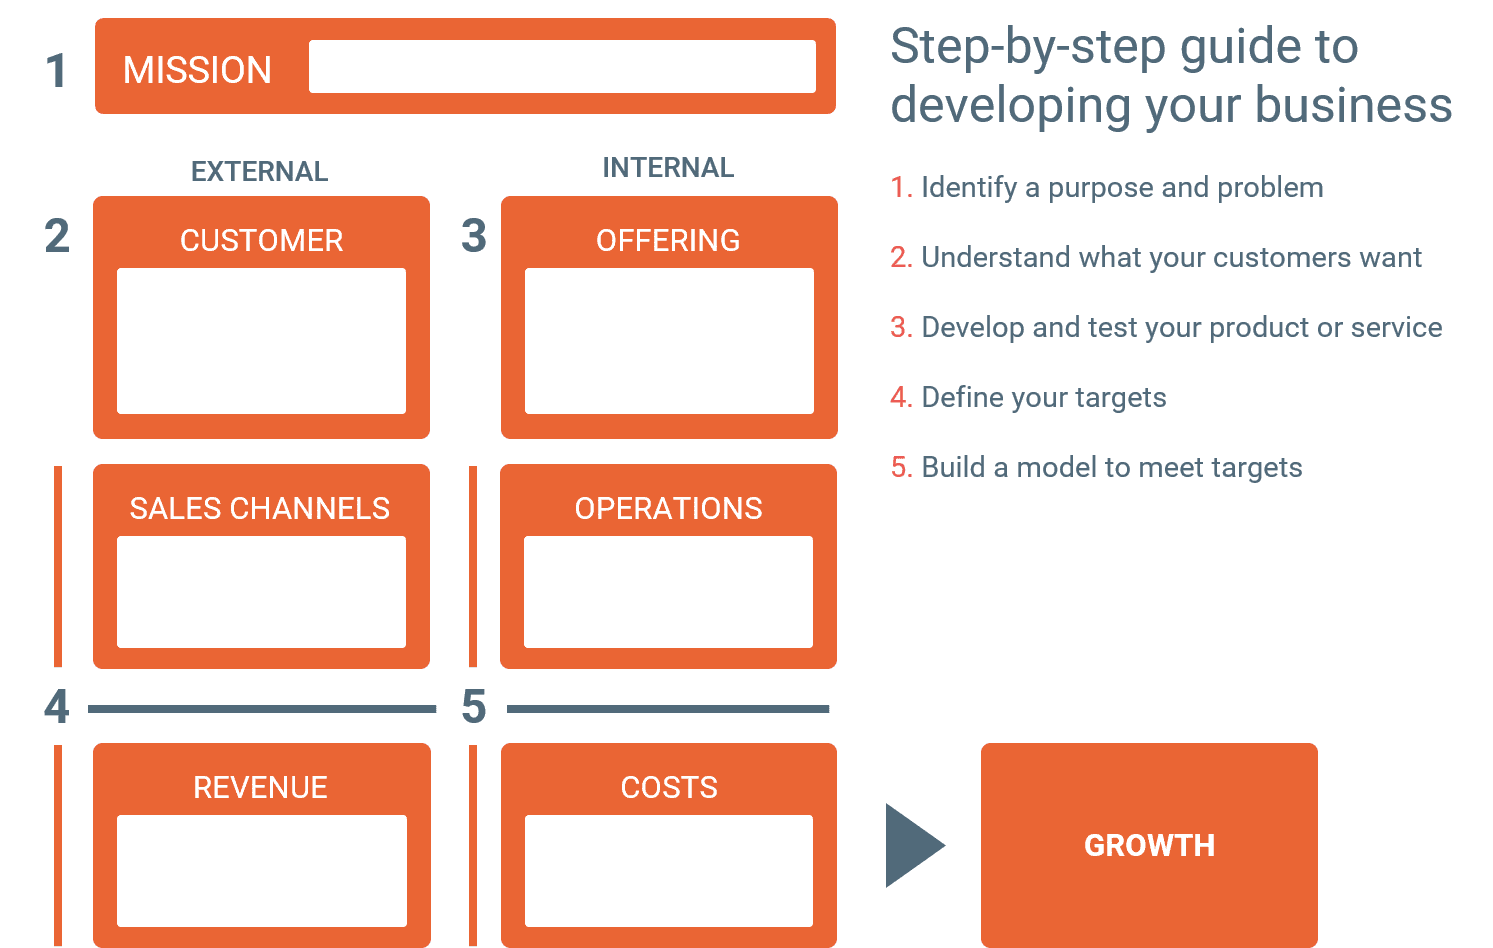 1
MISSION
EXTERNAL
INTERNAL
2
CUSTOMER
3
OFFERING
SALES CHANNELS
OPERATIONS
4
5
REVENUE
COSTS
GROWTH
Step-by-step guide to
developing your business
1. Identify a purpose and problem
2. Understand what your customers want
3. Develop and test your product or service
4. Define your targets
5. Build a model to meet targets